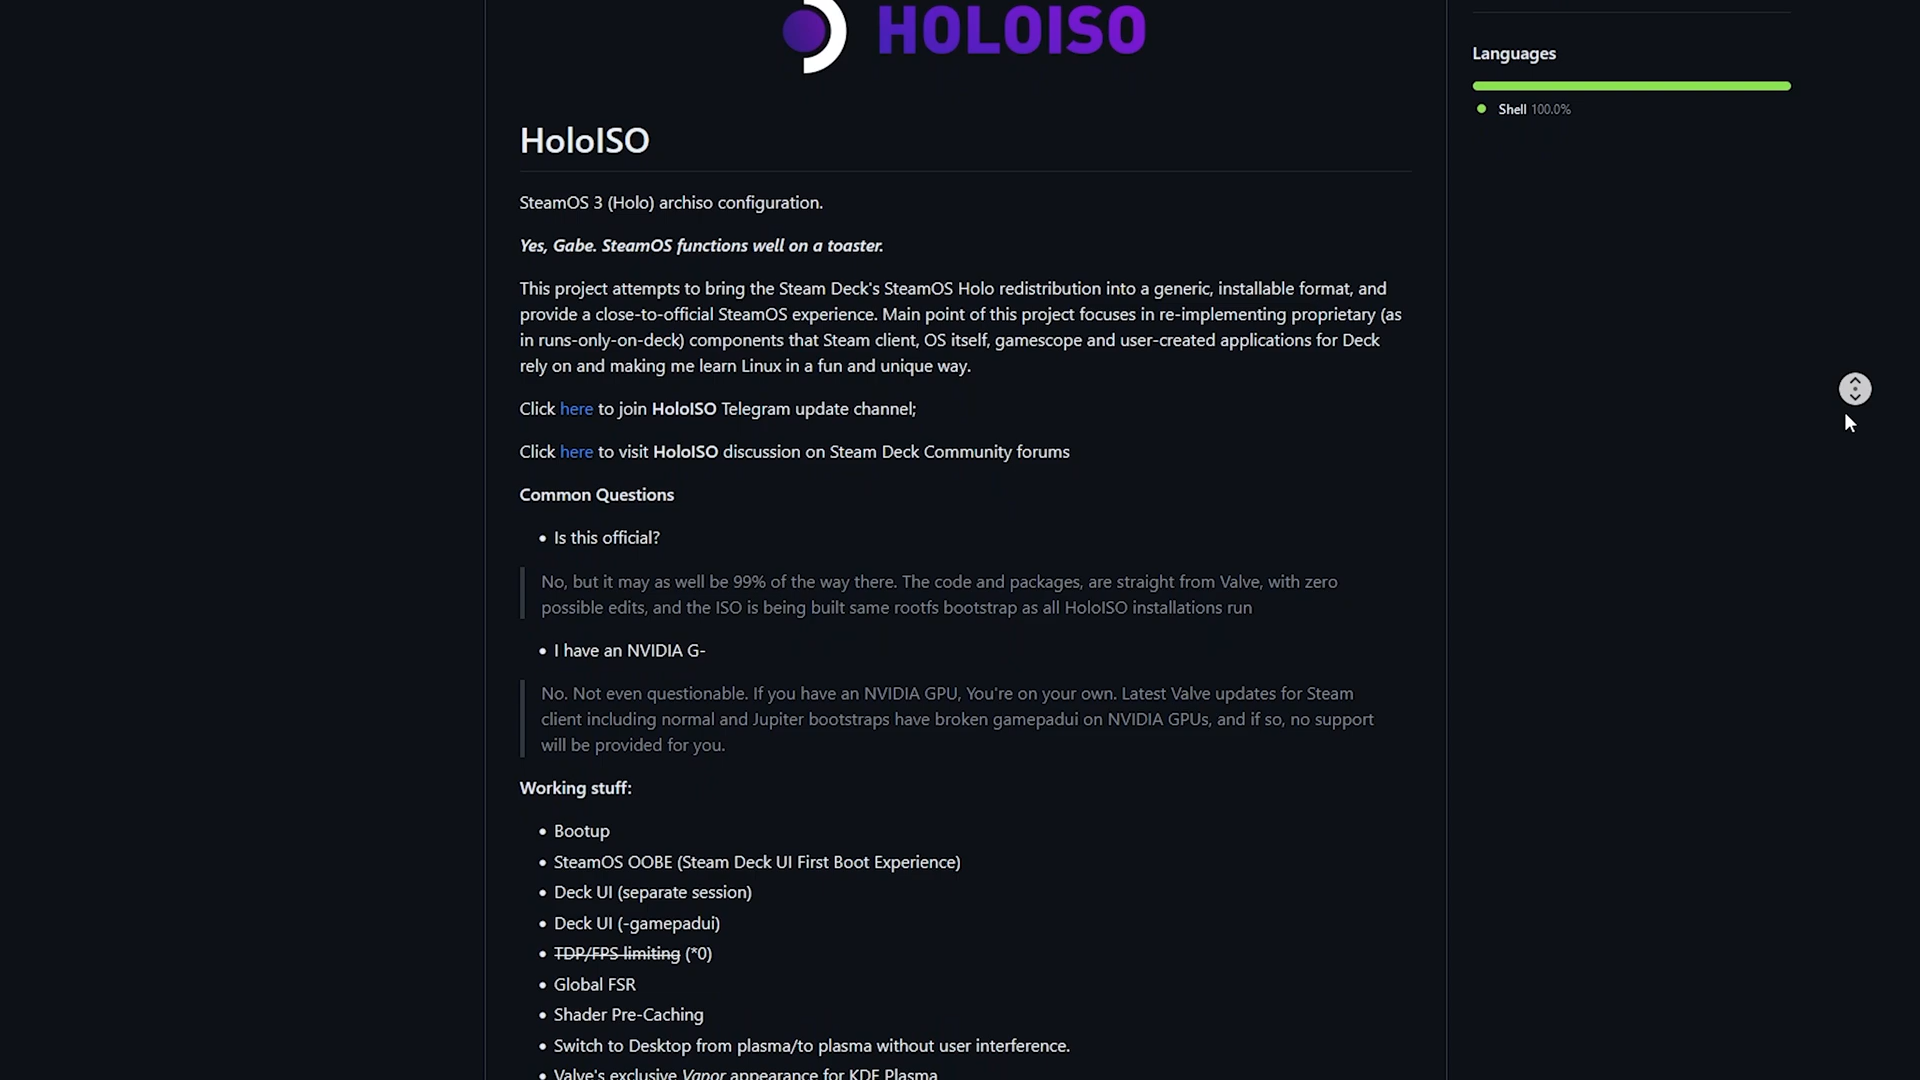 HOLOISO
Languages
Shell 100.0%
HoloISO
SteamOS 3 (Holo) archiso configuration.
Yes, Gabe. SteamOS functions well on a toaster.
This project attempts to bring the Steam Deck's SteamOS Holo redistribution into a generic, installable format, and
provide a close-to-official SteamOS experience. Main point of this project focuses in re-implementing proprietary (as
in runs-only-on-deck) components that Steam client, OS itself, gamescope and user-created applications for Deck
rely on and making me learn Linux in a fun and unique way.
Click here to join HoloISO Telegram update channel;
Click here to visit HoloISO discussion on Steam Deck Community forums
Common Questions
• Is this official?
No, but it may as well be 99% of the way there. The code and packages, are straight from Valve, with zero
possible edits, and the ISO is being built same rootfs bootstrap as all HoloISO installations run
• I have an NVIDIA G-
No. Not even questionable. If you have an NVIDIA GPU, You're on your own. Latest Valve updates for Steam
client including normal and Jupiter bootstraps have broken gamepadui on NVIDIA GPUs, and if so, no support
will be provided for you.
Working stuff:
• Bootup
• SteamOS OOBE (Steam Deck UI First Boot Experience)
• Deck UI (separate session)
• Deck UI (-gamepadui)
• TDP/FPS limiting (*0)
• Global FSR
• Shader Pre-Caching
• Switch to Desktop from plasma/to plasma without user interference.
• Valve's exclusive Vapor appearance for KDE Plasma